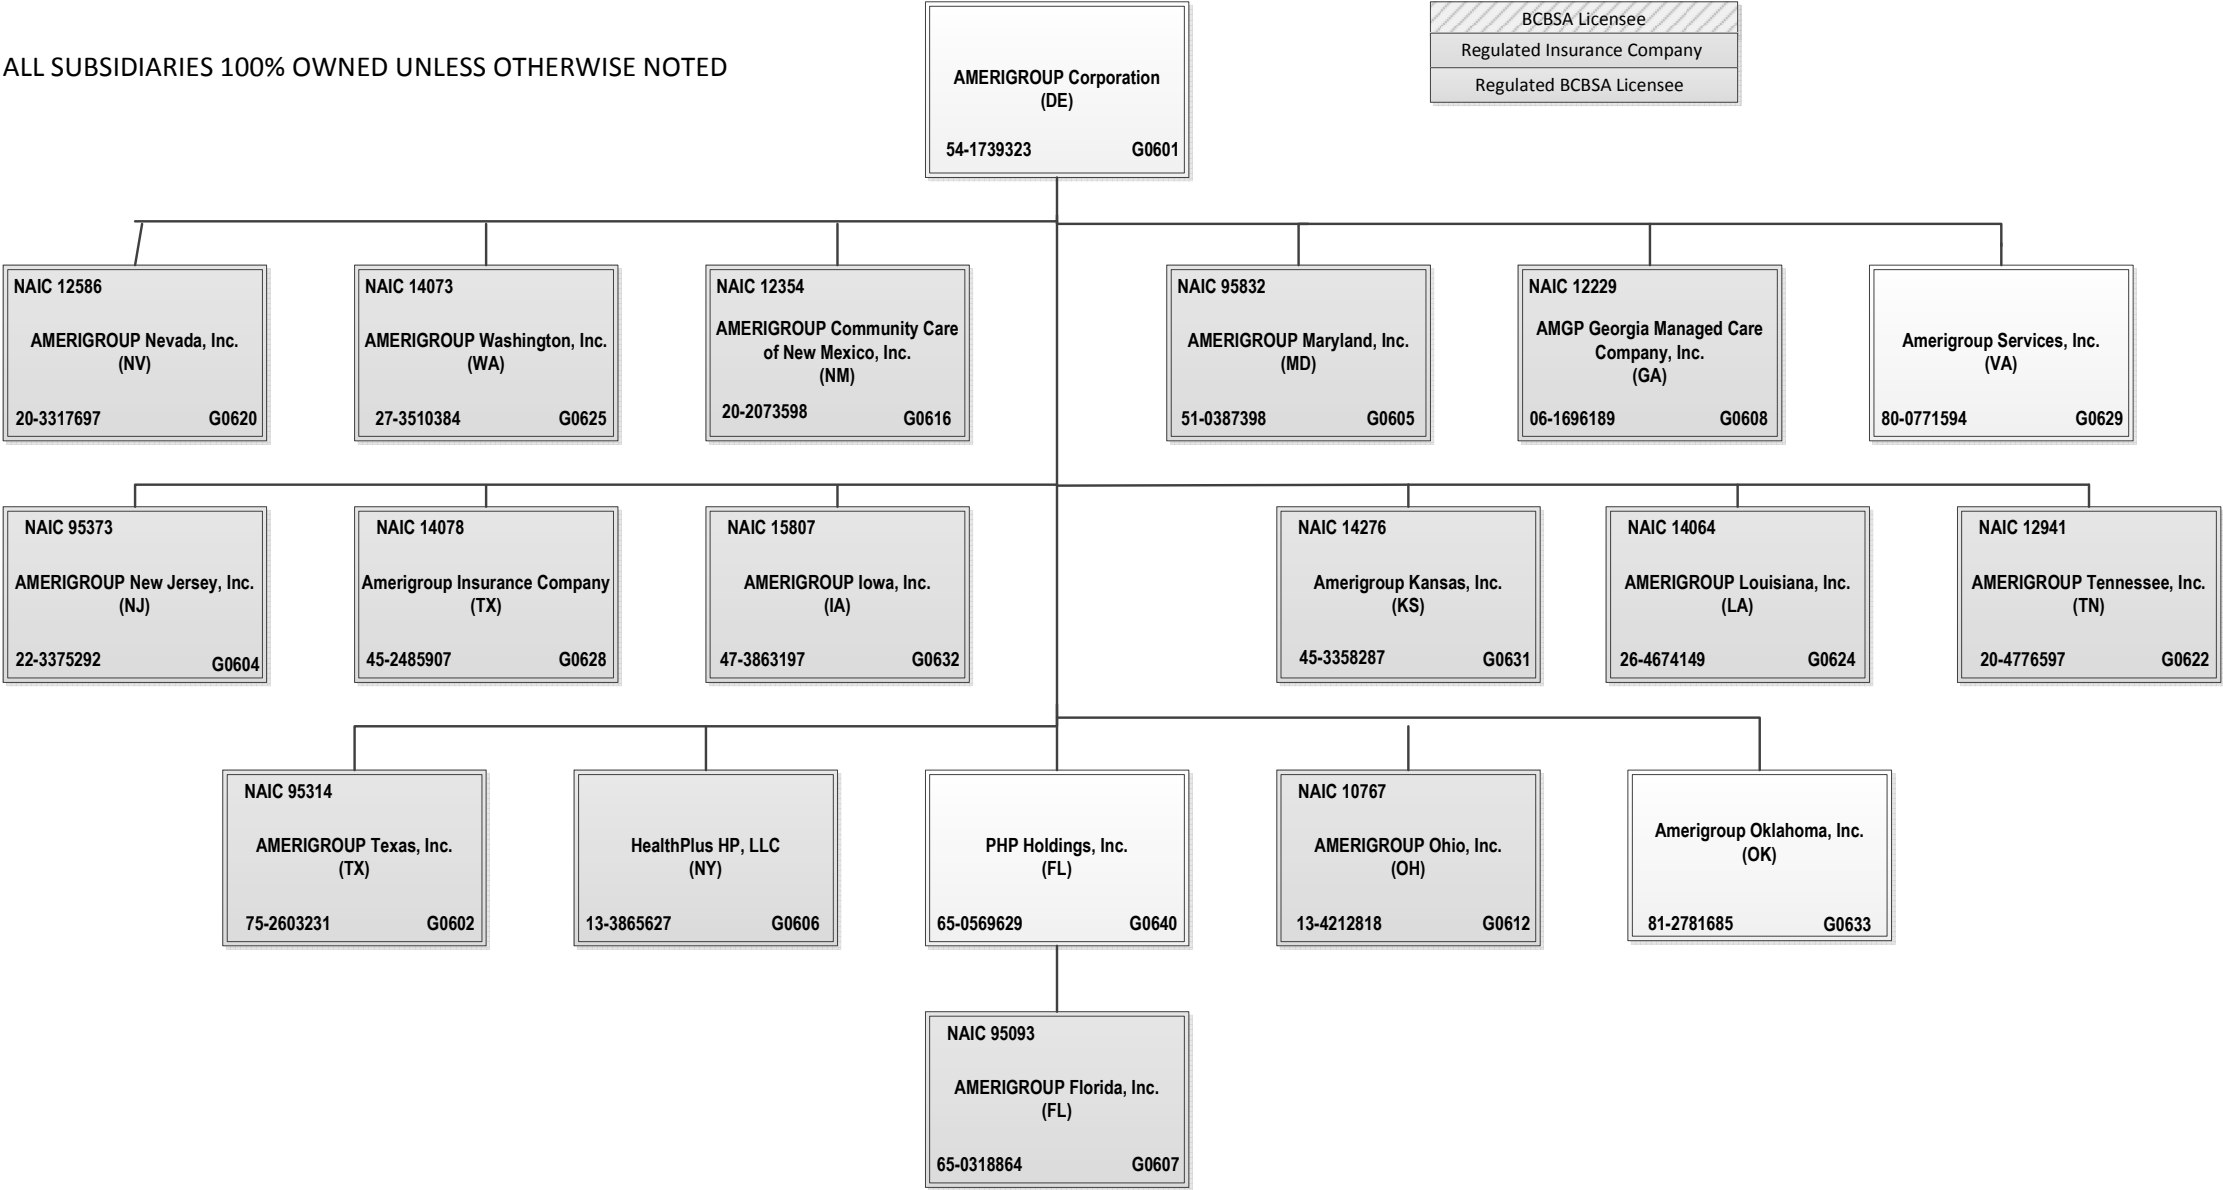 ALL SUBSIDIARIES 100% OWNED UNLESS OTHERWISE NOTED
AMERIGROUP Corporation
(DE)
54-1739323 G0601
BCBSA Licensee
Regulated Insurance Company
Regulated BCBSA Licensee
NAIC 12586
AMERIGROUP Nevada, Inc.
(NV)
20-3317697 G0620
NAIC 14073
AMERIGROUP Washington, Inc.
(WA)
27-3510384 G0625
NAIC 12354
AMERIGROUP Community Care
of New Mexico, Inc.
(NM)
20-2073598 G0616
NAIC 95832
AMERIGROUP Maryland, Inc.
(MD)
51-0387398 G0605
NAIC 12229
AMGP Georgia Managed Care
Company, Inc.
(GA)
06-1696189 G0608
Amerigroup Services, Inc.
(VA)
80-0771594 G0629
NAIC 95373
AMERIGROUP New Jersey, Inc.
(NJ)
22-3375292 G0604
NAIC 14078
Amerigroup Insurance Company
(TX)
45-2485907 G0628
NAIC 15807
AMERIGROUP Iowa, Inc.
(IA)
47-3863197 G0632
NAIC 14276
Amerigroup Kansas, Inc.
(KS)
45-3358287 G0631
NAIC 14064
AMERIGROUP Louisiana, Inc.
(LA)
26-4674149 G0624
NAIC 12941
AMERIGROUP Tennessee, Inc.
(TN)
20-4776597 G0622
NAIC 95314
AMERIGROUP Texas, Inc.
(TX)
75-2603231 G0602
HealthPlus HP, LLC
(NY)
13-3865627 G0606
PHP Holdings, Inc.
(FL)
65-0569629 G0640
NAIC 10767
AMERIGROUP Ohio, Inc.
(OH)
13-4212818 G0612
Amerigroup Oklahoma, Inc.
(OK)
81-2781685 G0633
NAIC 95093
AMERIGROUP Florida, Inc.
(FL)
65-0318864 G0607